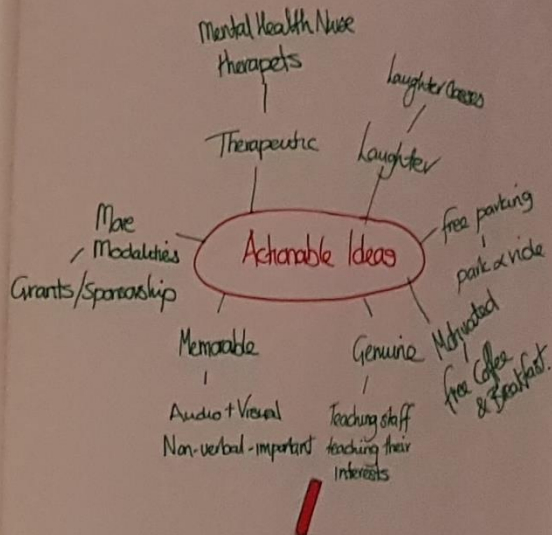 Mental Health Nurse
therapets
Therapeutic
Laughter Classes
Laughter
free parking
park & ride
More
Modalities
Grants/Sponsorship
Actionable Ideas
Motivated
free Coffee
& Breakfast.
Memorable
Audio + Visual
Non-verbal-important
Genuine
Teaching staff
teaching their
interests